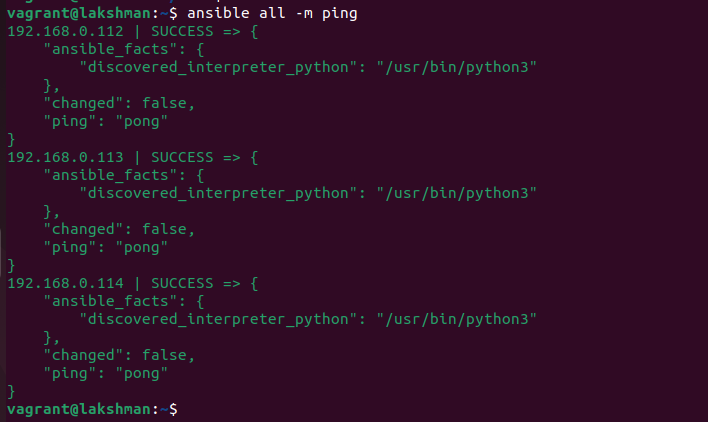 vagrant@lakshman:~$ ansible all -m ping
192.168.0.112 | SUCCESS => {
    "ansible_facts": {
        "discovered_interpreter_python": "/usr/bin/python3"
    },
    "changed": false,
    "ping": "pong"
}
192.168.0.113 | SUCCESS => {
    "ansible_facts": {
        "discovered_interpreter_python": "/usr/bin/python3"
    },
    "changed": false,
    "ping": "pong"
}
192.168.0.114 | SUCCESS => {
    "ansible_facts": {
        "discovered_interpreter_python": "/usr/bin/python3"
    },
    "changed": false,
    "ping": "pong"
}
vagrant@lakshman:~$